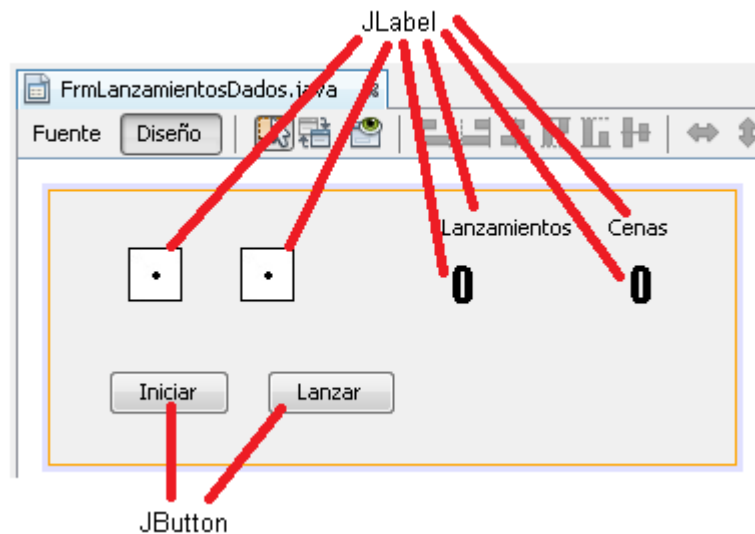 JLabel
FrmLanzamientosDados.java
Fuente Diseño
Lanzamientos Cenas
0 0
Iniciar Lanzar
JButton